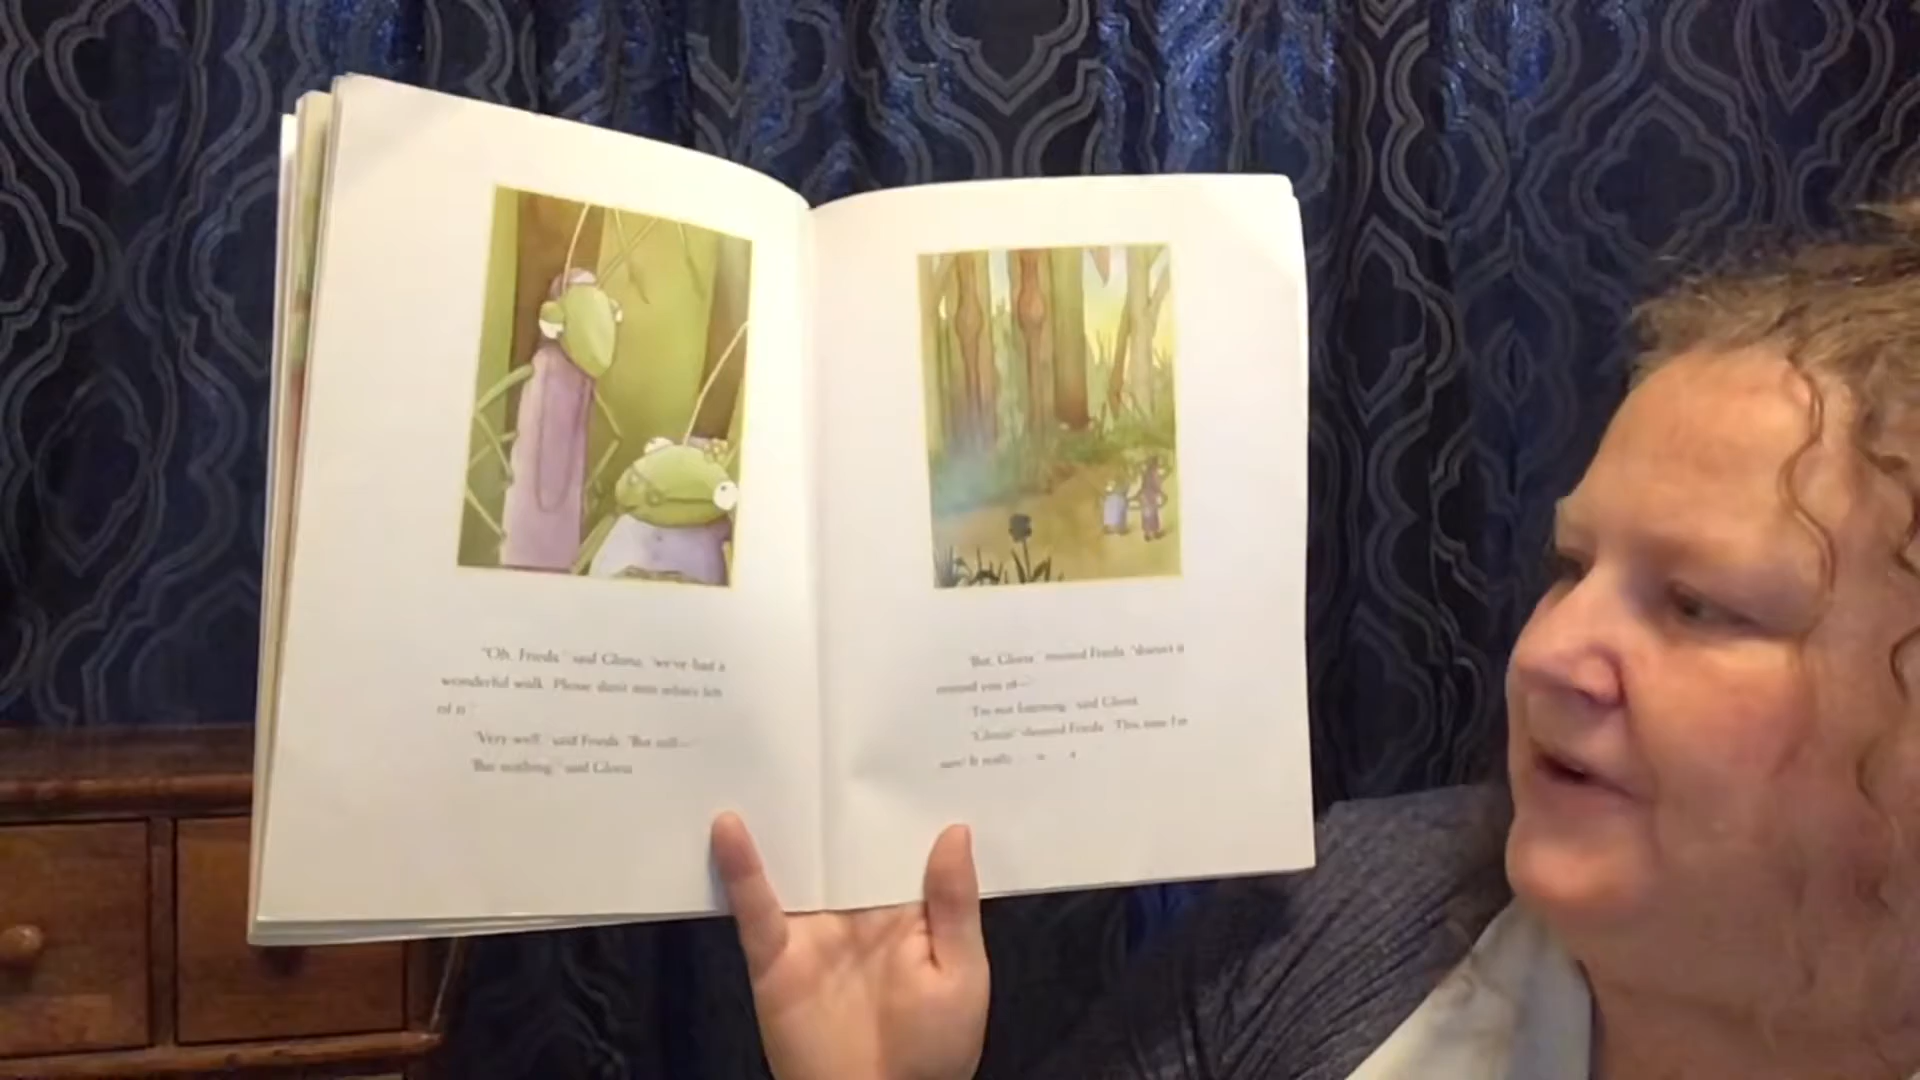 "Oh, Frieda," said Gloria, "we've had a
wonderful walk. Please don't ruin what's left
of it."
"Very well," said Frieda. "But still—"
"But nothing," said Gloria.
"But, Gloria," insisted Frieda, "doesn't it
remind you of—"
"I'm not listening," said Gloria.
"Gloria!" shouted Frieda. "This time I'm
sure! It really